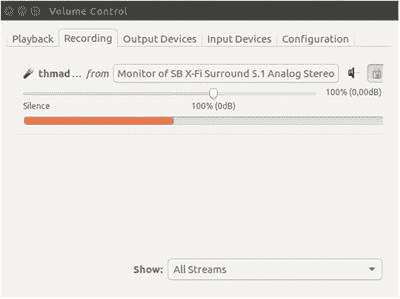 Volume Control
Playback Recording Output Devices Input Devices Configuration
thmad ... from Monitor of SB X-Fi Surround 5.1 Analog Stereo
100% (0,00dB)
Silence 100% (0dB)
Show: All Streams